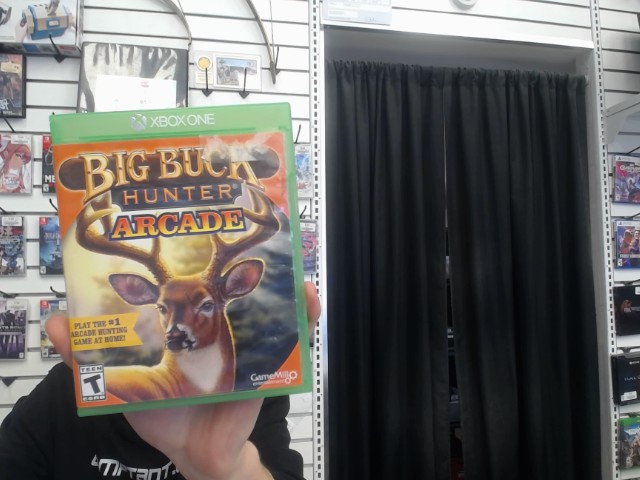 XBOX ONE
BIG BUCK
HUNTER
ARCADE
PLAY THE #1
ARCADE HUNTING
GAME AT HOME!
TEEN
T
ESRB
GameMill